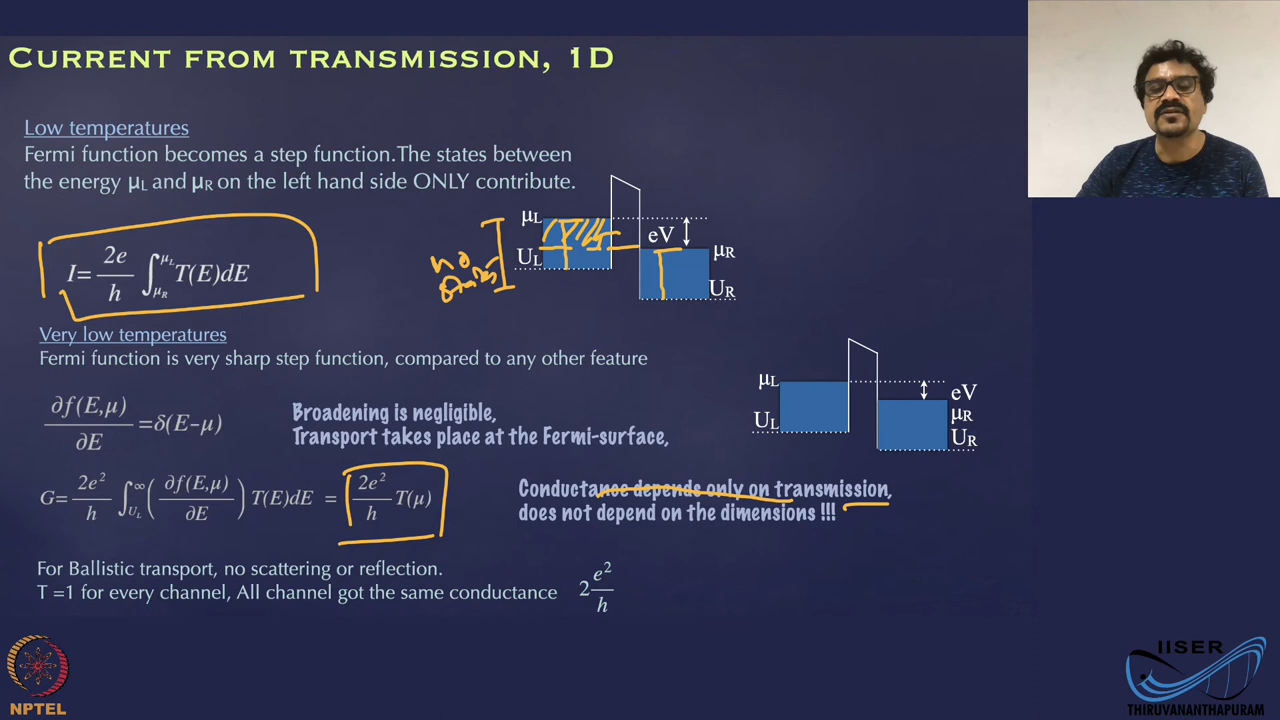 CURRENT FROM TRANSMISSION, 1D
Low temperatures
Fermi function becomes a step function.The states between
the energy μL and μR on the left hand side ONLY contribute.
I= 2e/h ∫μR^μL T(E)dE
μL
UL
eV
μR
UR
no
States
Very low temperatures
Fermi function is very sharp step function, compared to any other feature
∂f(E,μ)/∂E =δ(E-μ)
Broadening is negligible,
Transport takes place at the Fermi-surface,
μL
UL
eV
μR
UR
G= 2e²/h ∫UL^∞ (∂f(E,μ)/∂E) T(E)dE = 2e²/h T(μ)
Conductance depends only on transmission,
does not depend on the dimensions !!!
For Ballistic transport, no scattering or reflection.
T =1 for every channel, All channel got the same conductance 2 e²/h
NPTEL
IISER
THIRUVANANTHAPURAM